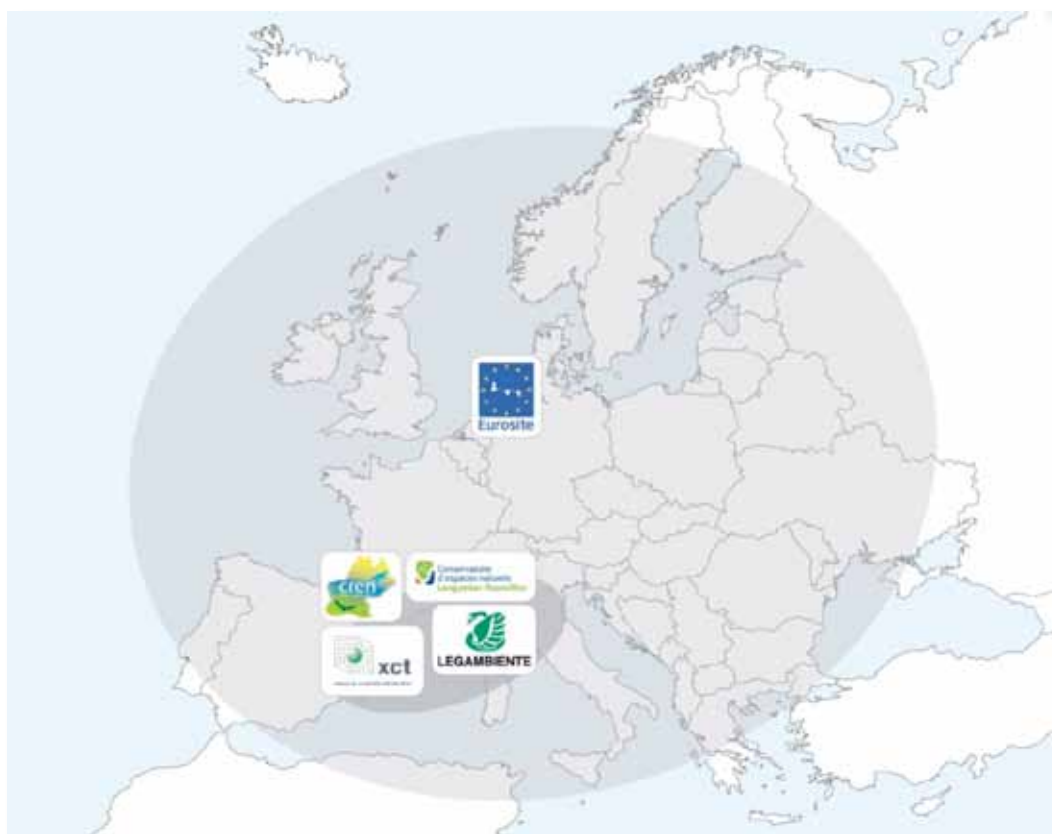 Eurosite
cren
Conservatoire
d'espaces naturels
Languedoc-Roussillon
xct
LEGAMBIENTE